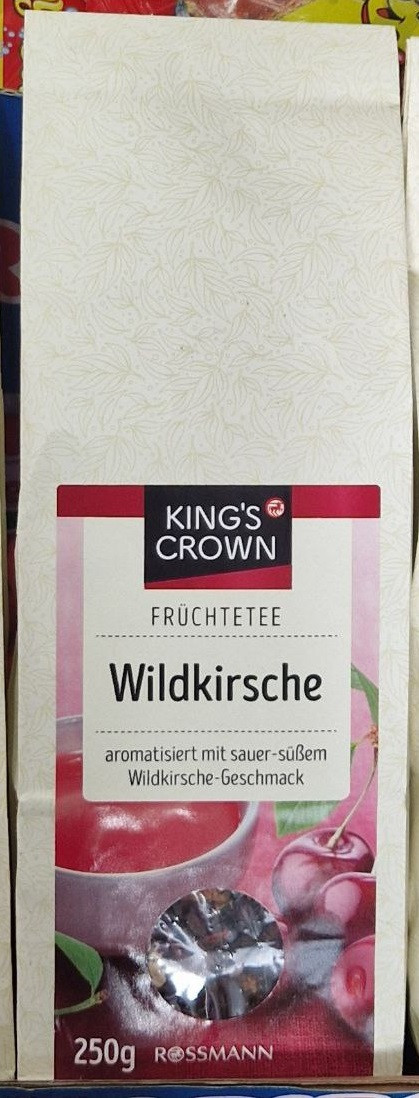 KING'S
CROWN
FRÜCHTETEE
Wildkirsche
aromatisiert mit sauer-süßem
Wildkirsche-Geschmack
250g ROSSMANN